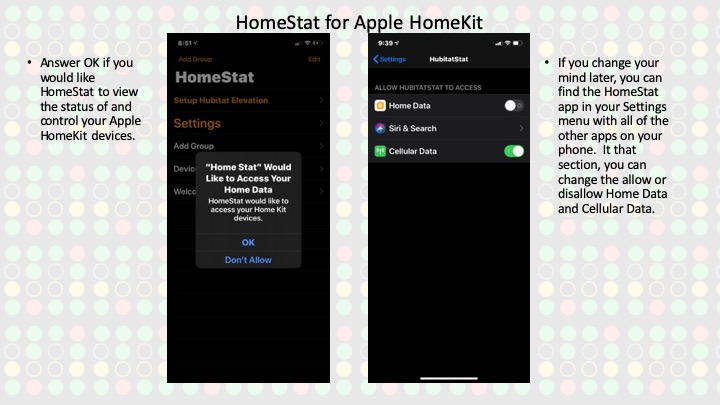 HomeStat for Apple HomeKit
• Answer OK if you
would like
HomeStat to view
the status of and
control your Apple
HomeKit devices.
8:51
Add Group Edit
HomeStat
Setup Hubitat Elevation
Settings
Add Group
Devic
Welco
“Home Stat” Would
Like to Access Your
Home Data
HomeStat would like to
access your Home Kit
devices.
OK
Don’t Allow
9:39
Settings HubitatStat
ALLOW HUBITATSTAT TO ACCESS
Home Data
Siri & Search
Cellular Data
• If you change your
mind later, you can
find the HomeStat
app in your Settings
menu with all of the
other apps on your
phone. It that
section, you can
change the allow or
disallow Home Data
and Cellular Data.